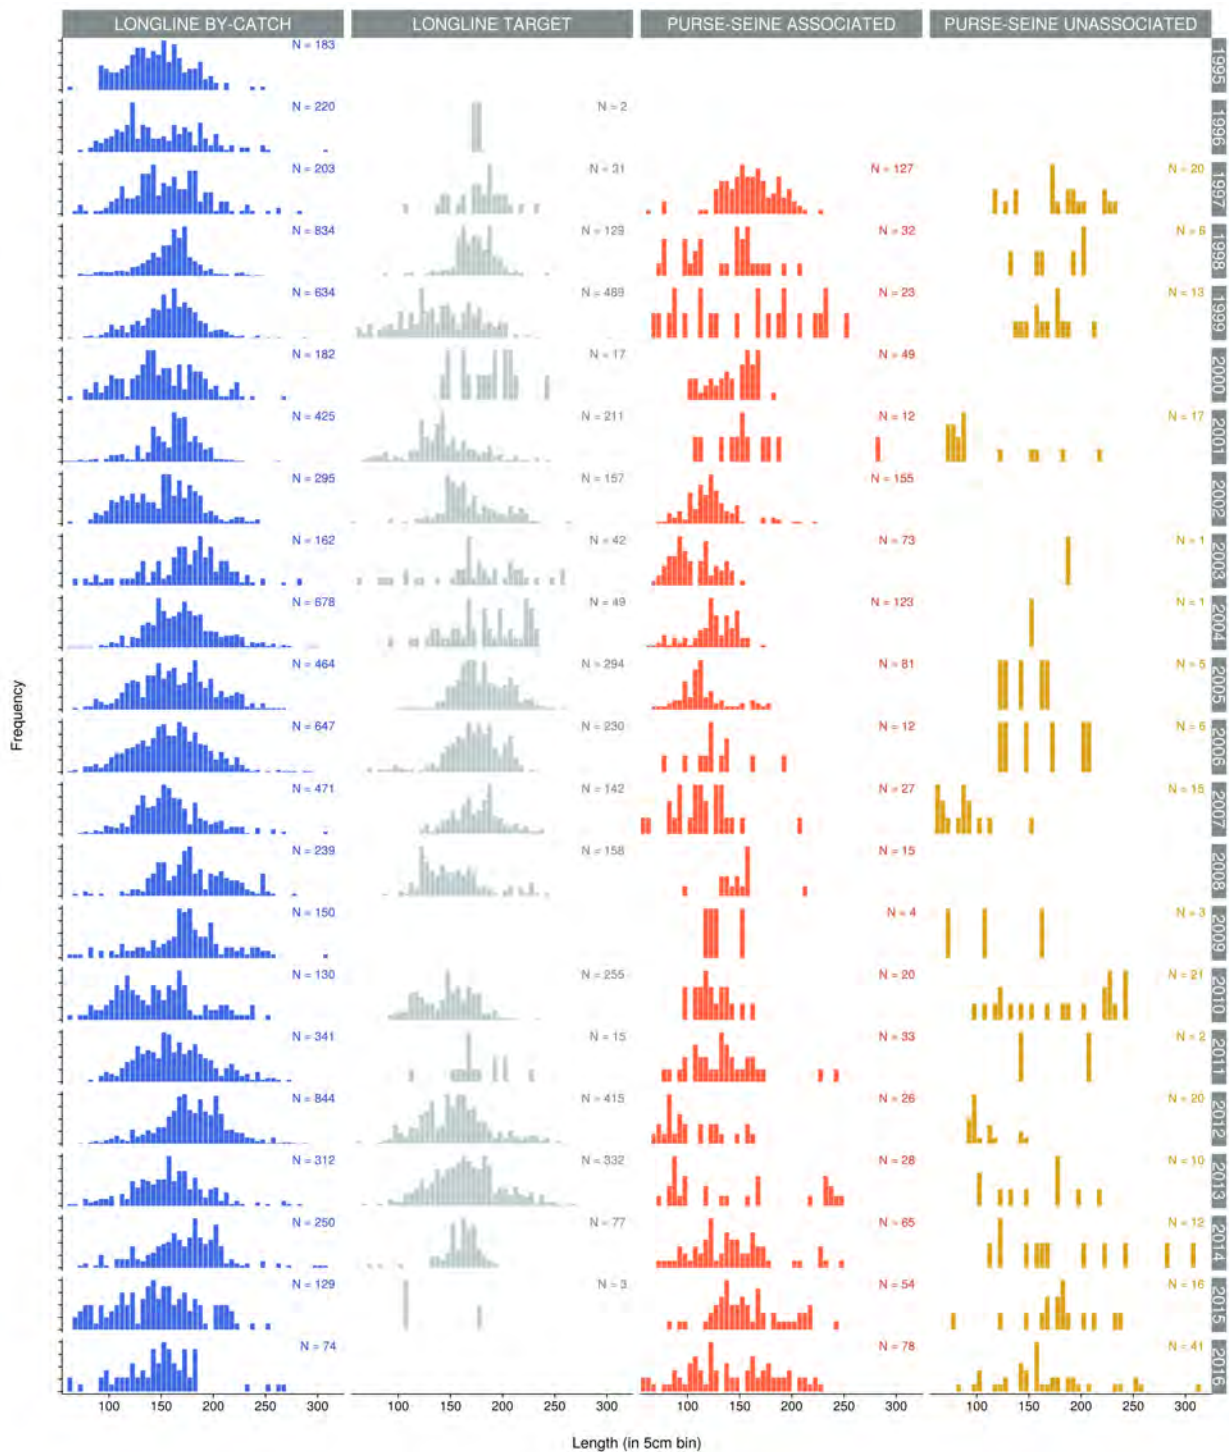 LONGLINE BY-CATCH LONGLINE TARGET PURSE-SEINE ASSOCIATED PURSE-SEINE UNASSOCIATED
N = 183 1995
N = 220 N = 2 1996
N = 203 N = 31 N = 127 N = 20 1997
N = 834 N = 129 N = 32 N = 6 1998
N = 634 N = 469 N = 23 N = 13 1999
N = 182 N = 17 N = 49 2000
N = 425 N = 211 N = 12 N = 17 2001
N = 295 N = 157 N = 155 2002
N = 162 N = 42 N = 73 N = 1 2003
N = 678 N = 49 N = 123 N = 1 2004
N = 464 N = 294 N = 81 N = 5 2005
N = 647 N = 230 N = 12 N = 6 2006
N = 471 N = 142 N = 27 N = 15 2007
N = 239 N = 158 N = 15 2008
N = 150 N = 4 N = 3 2009
N = 130 N = 255 N = 20 N = 21 2010
N = 341 N = 15 N = 33 N = 2 2011
N = 844 N = 415 N = 26 N = 20 2012
N = 312 N = 332 N = 28 N = 10 2013
N = 250 N = 77 N = 65 N = 12 2014
N = 129 N = 3 N = 54 N = 16 2015
N = 74 N = 78 N = 41 2016
Frequency
100 150 200 250 300 100 150 200 250 300 100 150 200 250 300 100 150 200 250 300
Length (in 5cm bin)